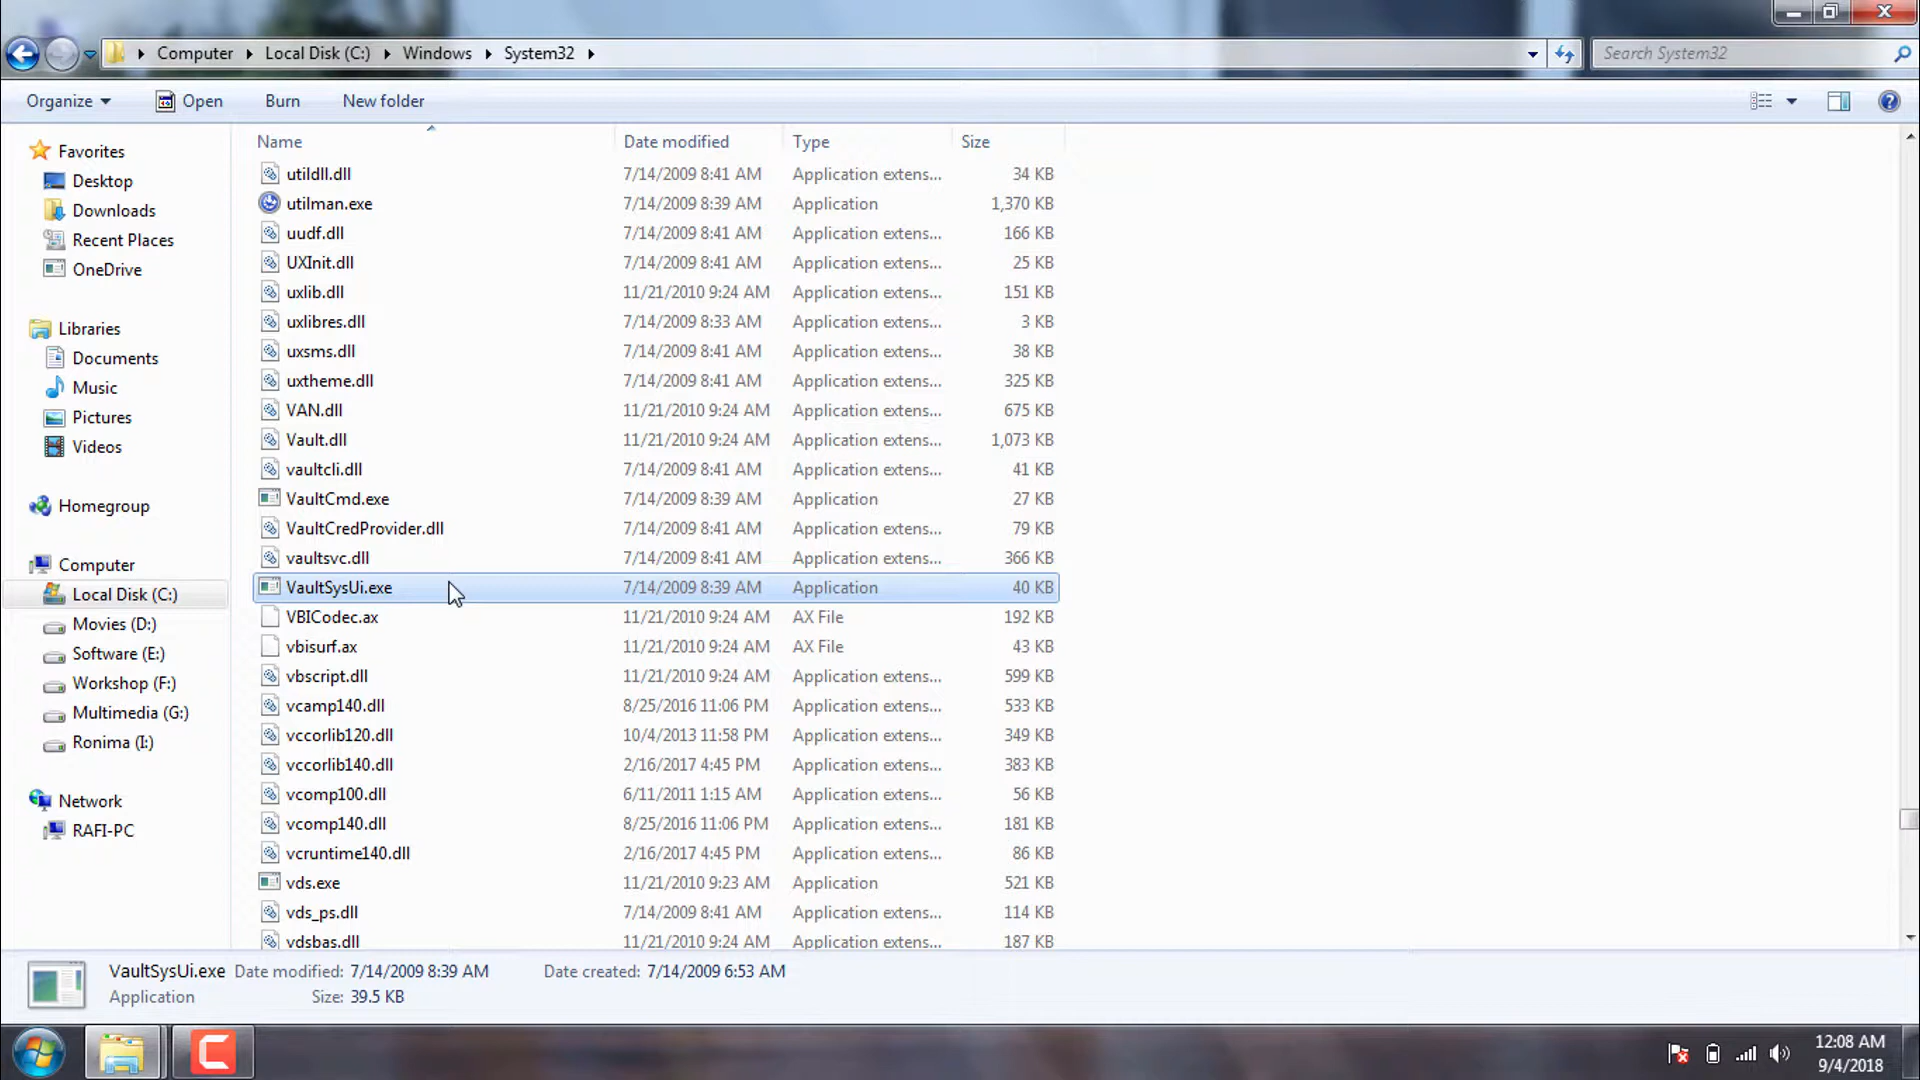 Computer Local Disk (C:) Windows System32 Search System32
Organize Open Burn New folder
Favorites
Desktop
Downloads
Recent Places
OneDrive
Libraries
Documents
Music
Pictures
Videos
Homegroup
Computer
Local Disk (C:)
Movies (D:)
Software (E:)
Workshop (F:)
Multimedia (G:)
Ronima (I:)
Network
RAFI-PC
Name Date modified Type Size
utildll.dll 7/14/2009 8:41 AM Application extens... 34 KB
utilman.exe 7/14/2009 8:39 AM Application 1,370 KB
uudf.dll 7/14/2009 8:41 AM Application extens... 166 KB
UXInit.dll 7/14/2009 8:41 AM Application extens... 25 KB
uxlib.dll 11/21/2010 9:24 AM Application extens... 151 KB
uxlibres.dll 7/14/2009 8:33 AM Application extens... 3 KB
uxsms.dll 7/14/2009 8:41 AM Application extens... 38 KB
uxtheme.dll 7/14/2009 8:41 AM Application extens... 325 KB
VAN.dll 11/21/2010 9:24 AM Application extens... 675 KB
Vault.dll 11/21/2010 9:24 AM Application extens... 1,073 KB
vaultcli.dll 7/14/2009 8:41 AM Application extens... 41 KB
VaultCmd.exe 7/14/2009 8:39 AM Application 27 KB
VaultCredProvider.dll 7/14/2009 8:41 AM Application extens... 79 KB
vaultsvc.dll 7/14/2009 8:41 AM Application extens... 366 KB
VaultSysUi.exe 7/14/2009 8:39 AM Application 40 KB
VBICodec.ax 11/21/2010 9:24 AM AX File 192 KB
vbisurf.ax 11/21/2010 9:24 AM AX File 43 KB
vbscript.dll 11/21/2010 9:24 AM Application extens... 599 KB
vcamp140.dll 8/25/2016 11:06 PM Application extens... 533 KB
vccorlib120.dll 10/4/2013 11:58 PM Application extens... 349 KB
vccorlib140.dll 2/16/2017 4:45 PM Application extens... 383 KB
vcomp100.dll 6/11/2011 1:15 AM Application extens... 56 KB
vcomp140.dll 8/25/2016 11:06 PM Application extens... 181 KB
vcruntime140.dll 2/16/2017 4:45 PM Application extens... 86 KB
vds.exe 11/21/2010 9:23 AM Application 521 KB
vds_ps.dll 7/14/2009 8:41 AM Application extens... 114 KB
vdsbas.dll 11/21/2010 9:24 AM Application extens... 187 KB
VaultSysUi.exe Date modified: 7/14/2009 8:39 AM Date created: 7/14/2009 6:53 AM
Application Size: 39.5 KB
12:08 AM
9/4/2018